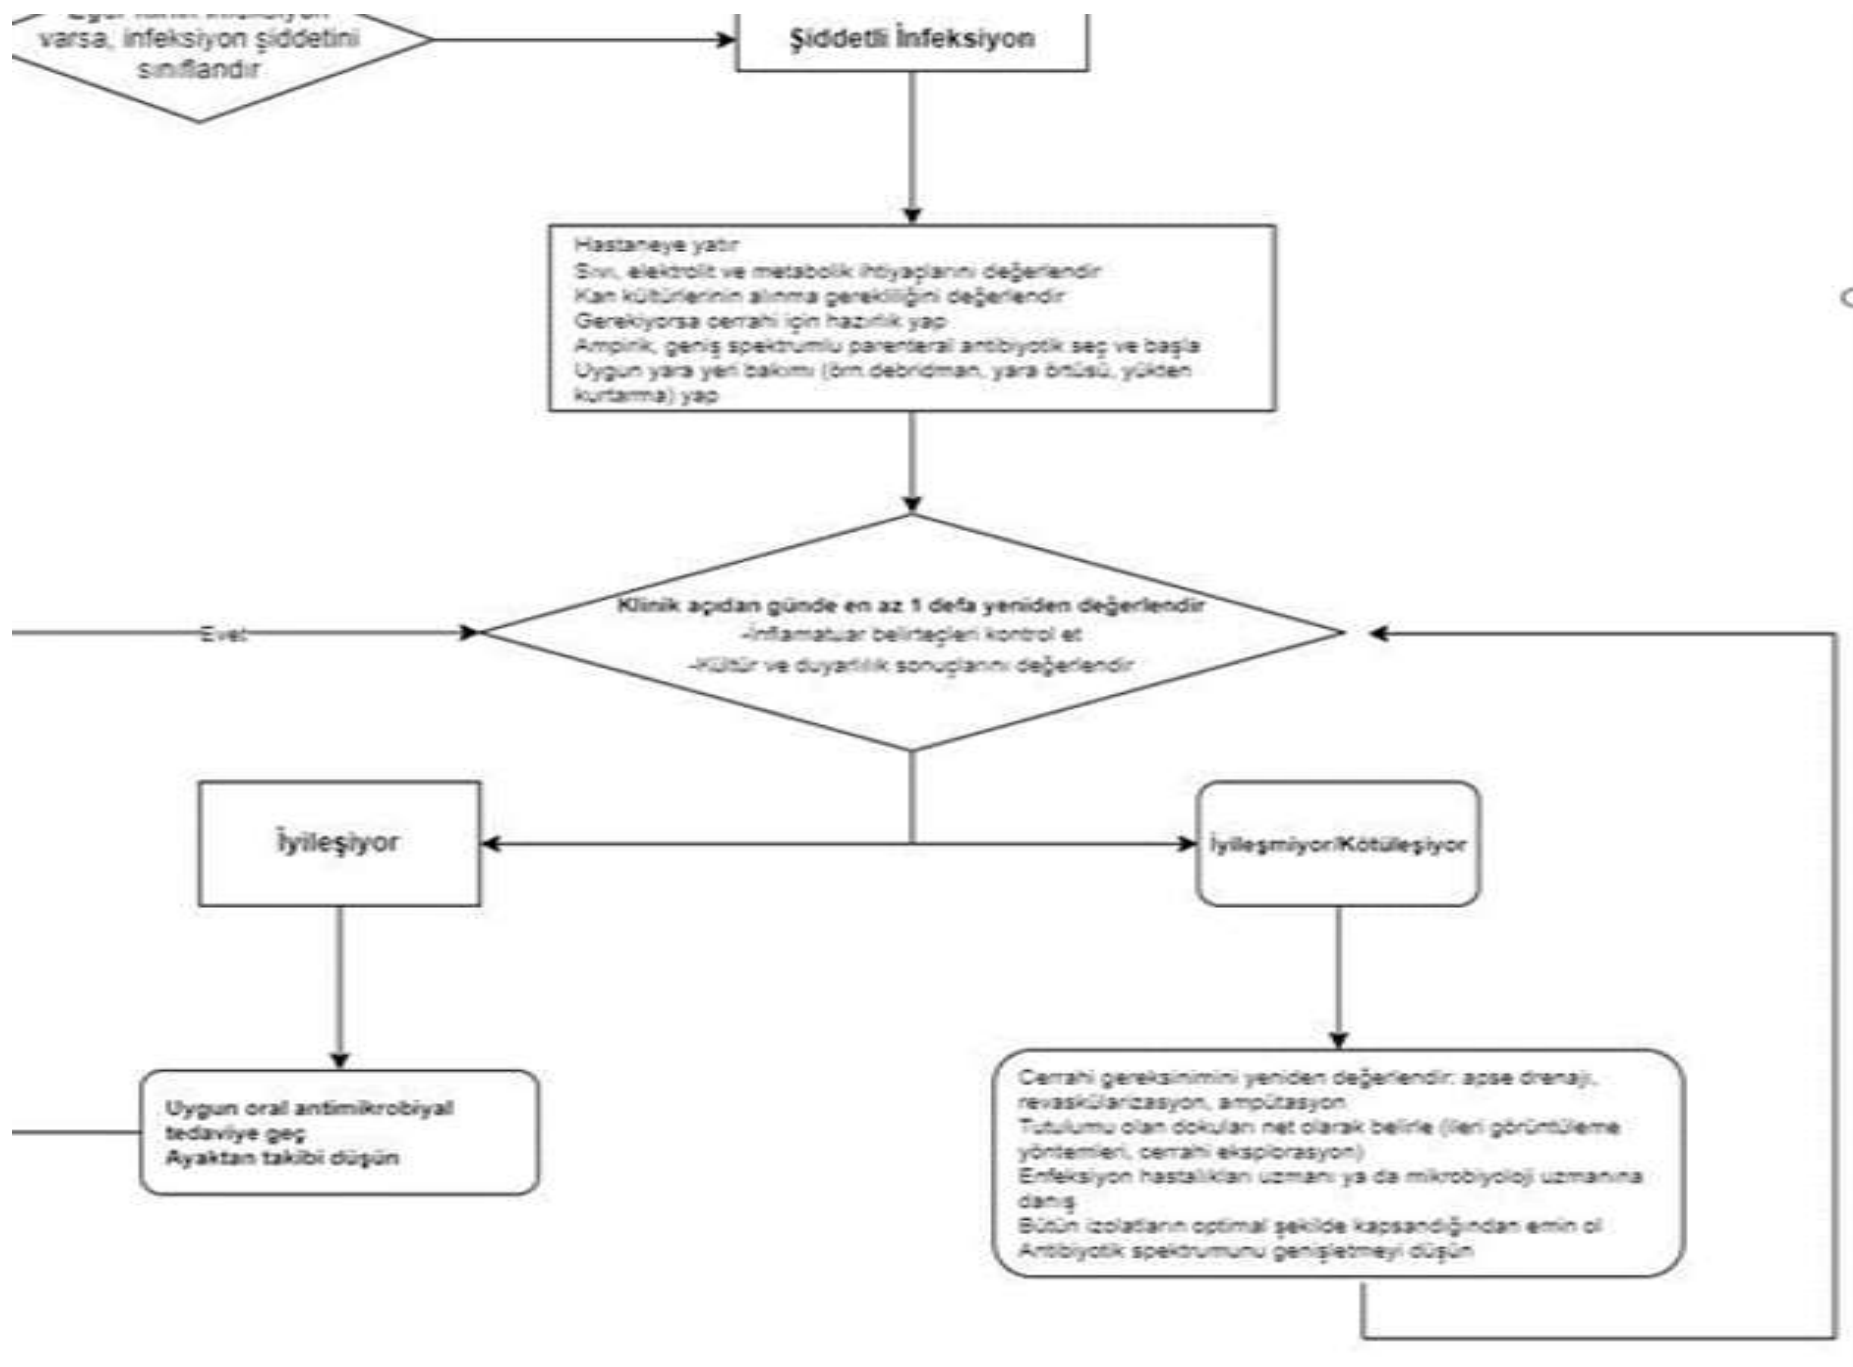 varsa, infeksiyon şiddetini
sınıflandır
Şiddetli İnfeksiyon
Hastaneye yatır
Sıvı, elektrolit ve metabolik ihtiyaçlarını değerlendir
Kan kültürlerinin alınma gerekliliğini değerlendir
Gerekiyorsa cerrahi için hazırlık yap
Ampirik, geniş spektrumlu parenteral antibiyotik seç ve başla
Uygun yara yeri bakımı (örn.debridman, yara örtüsü, yükten
kurtarma) yap
Klinik açıdan günde en az 1 defa yeniden değerlendir
-İnflamatuar belirteçleri kontrol et
-Kültür ve duyarlılık sonuçlarını değerlendir
Evet
İyileşiyor
İyileşmiyor/Kötüleşiyor
Uygun oral antimikrobiyal
tedaviye geç
Ayaktan takibi düşün
Cerrahi gereksinimini yeniden değerlendir: apse drenajı,
revaskülarizasyon, ampütasyon
Tutulumu olan dokuları net olarak belirle (ileri görüntüleme
yöntemleri, cerrahi eksplorasyon)
Enfeksiyon hastalıkları uzmanı ya da mikrobiyoloji uzmanına
danış
Bütün izolatların optimal şekilde kapsandığından emin ol
Antibiyotik spektrumunu genişletmeyi düşün